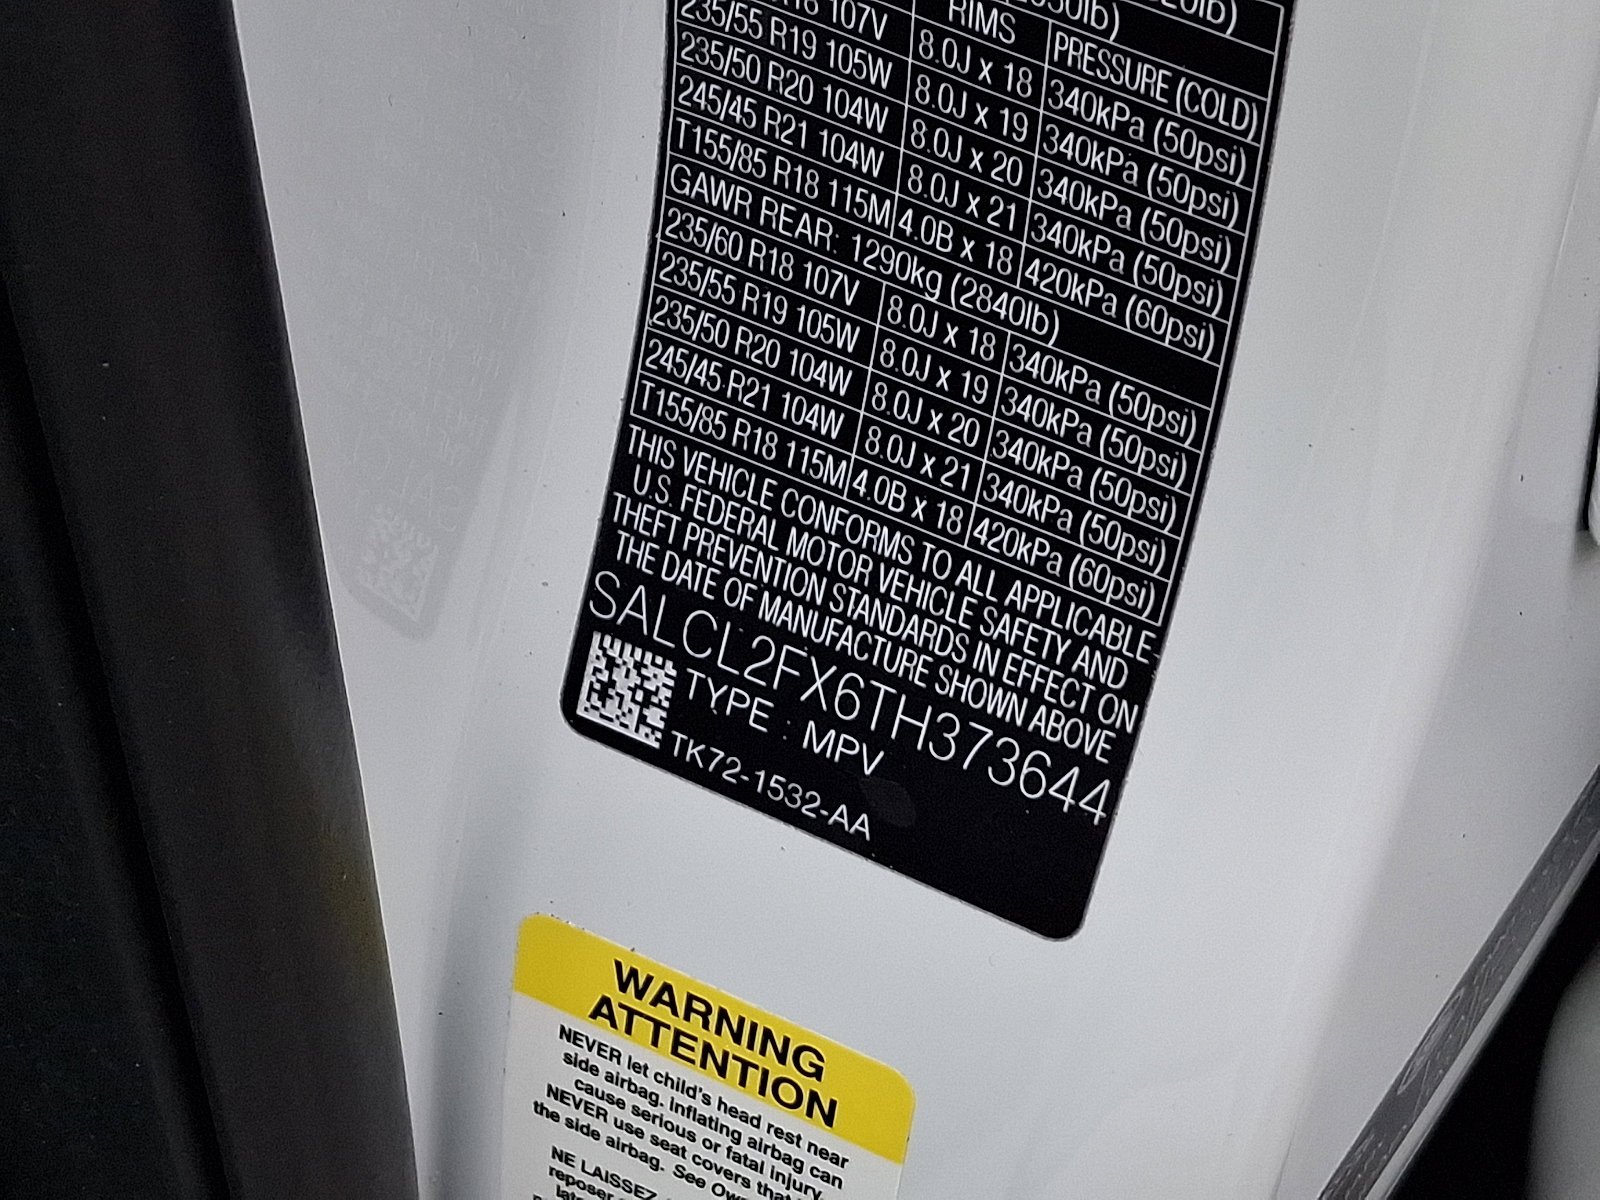 RIMS PRESSURE (COLD)
107V 8.0J x 18 340kPa (50psi)
235/55 R19 105W 8.0J x 19 340kPa (50psi)
235/50 R20 104W 8.0J x 20 340kPa (50psi)
245/45 R21 104W 8.0J x 21 340kPa (50psi)
T155/85 R18 115M 4.0B x 18 420kPa (60psi)
GAWR REAR: 1290kg (2840lb)
235/60 R18 107V 8.0J x 18 340kPa (50psi)
235/55 R19 105W 8.0J x 19 340kPa (50psi)
235/50 R20 104W 8.0J x 20 340kPa (50psi)
245/45 R21 104W 8.0J x 21 340kPa (50psi)
T155/85 R18 115M 4.0B x 18 420kPa (60psi)
THIS VEHICLE CONFORMS TO ALL APPLICABLE
U.S. FEDERAL MOTOR VEHICLE SAFETY AND
THEFT PREVENTION STANDARDS IN EFFECT ON
THE DATE OF MANUFACTURE SHOWN ABOVE
SALCL2FX6TH373644
TYPE : MPV
TK72-1532-AA
WARNING
ATTENTION
NEVER let child's head rest near
side airbag. Inflating airbag can
cause serious or fatal injury.
NEVER use seat covers that
the side airbag. See
NE LAISSEZ
reposer